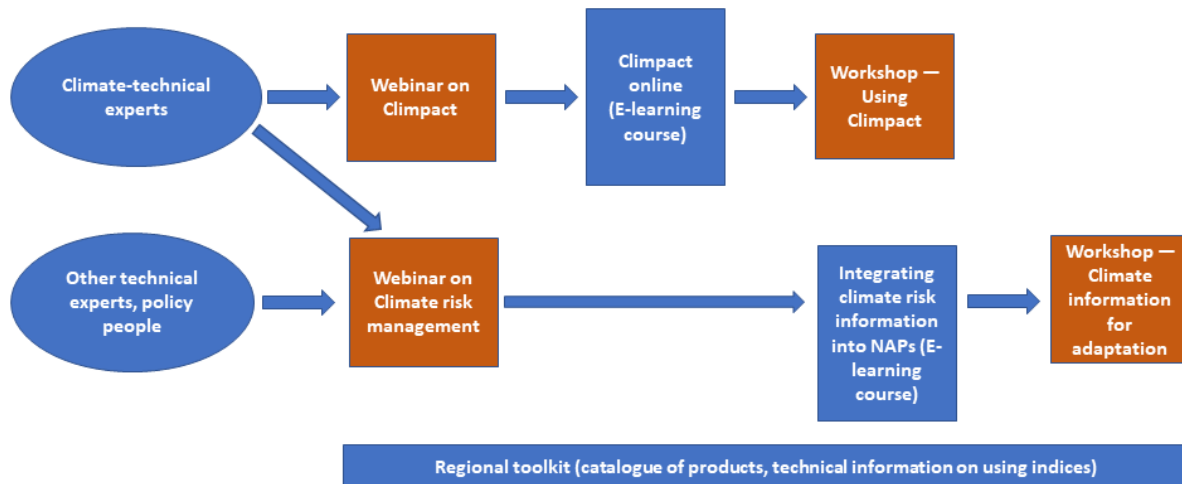 Climate-technical
experts
Webinar on
Climpact
Climpact
online
(E-learning
course)
Workshop —
Using
Climpact
Other technical
experts, policy
people
Webinar on
Climate risk
management
Integrating
climate risk
information
into NAPs (E-
learning
course)
Workshop —
Climate
information
for
adaptation
Regional toolkit (catalogue of products, technical information on using indices)